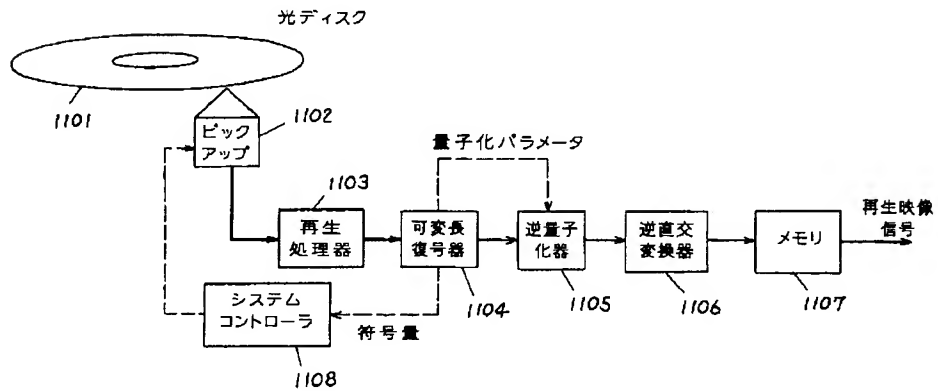 光ディスク
1101
1102
ピック
アップ
量子化パラメータ
1103
再生
処理器
可変長
復号器
逆量子
化器
逆直交
変換器
メモリ
再生映像
信号
1104
1105
1106
1107
システム
コントローラ
符号量
1108